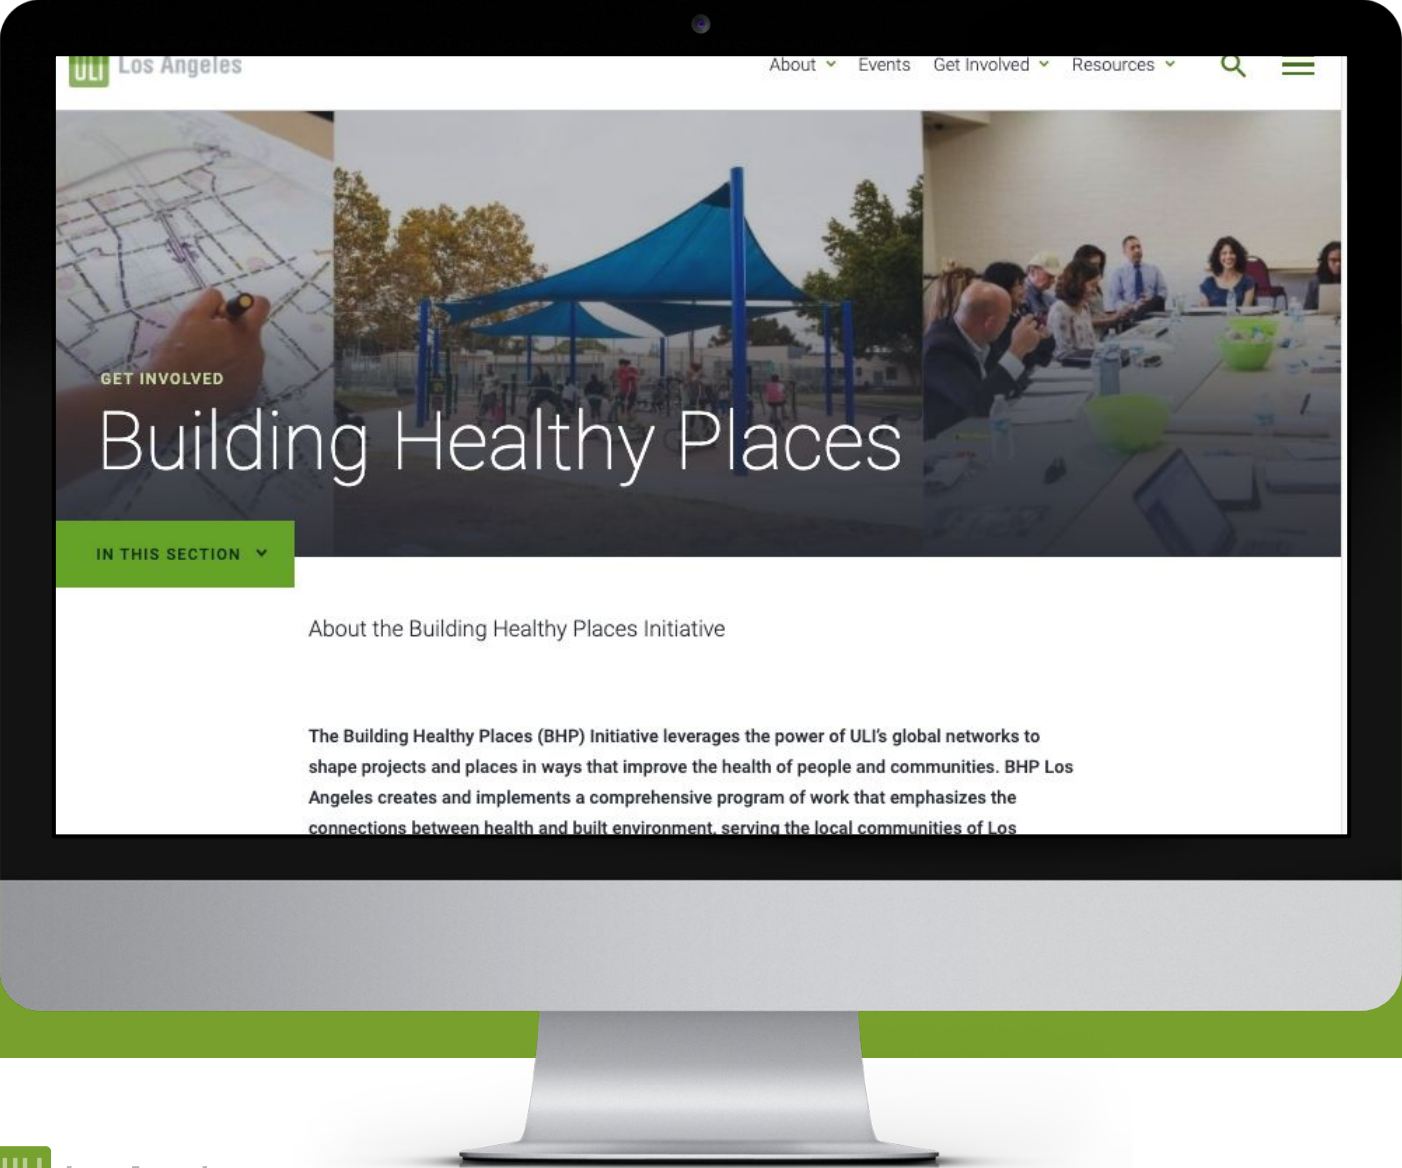 ULI Los Angeles
About Events Get Involved Resources
GET INVOLVED
Building Healthy Places
IN THIS SECTION
About the Building Healthy Places Initiative
The Building Healthy Places (BHP) Initiative leverages the power of ULI's global networks to
shape projects and places in ways that improve the health of people and communities. BHP Los
Angeles creates and implements a comprehensive program of work that emphasizes the
connections between health and built environment, serving the local communities of Los